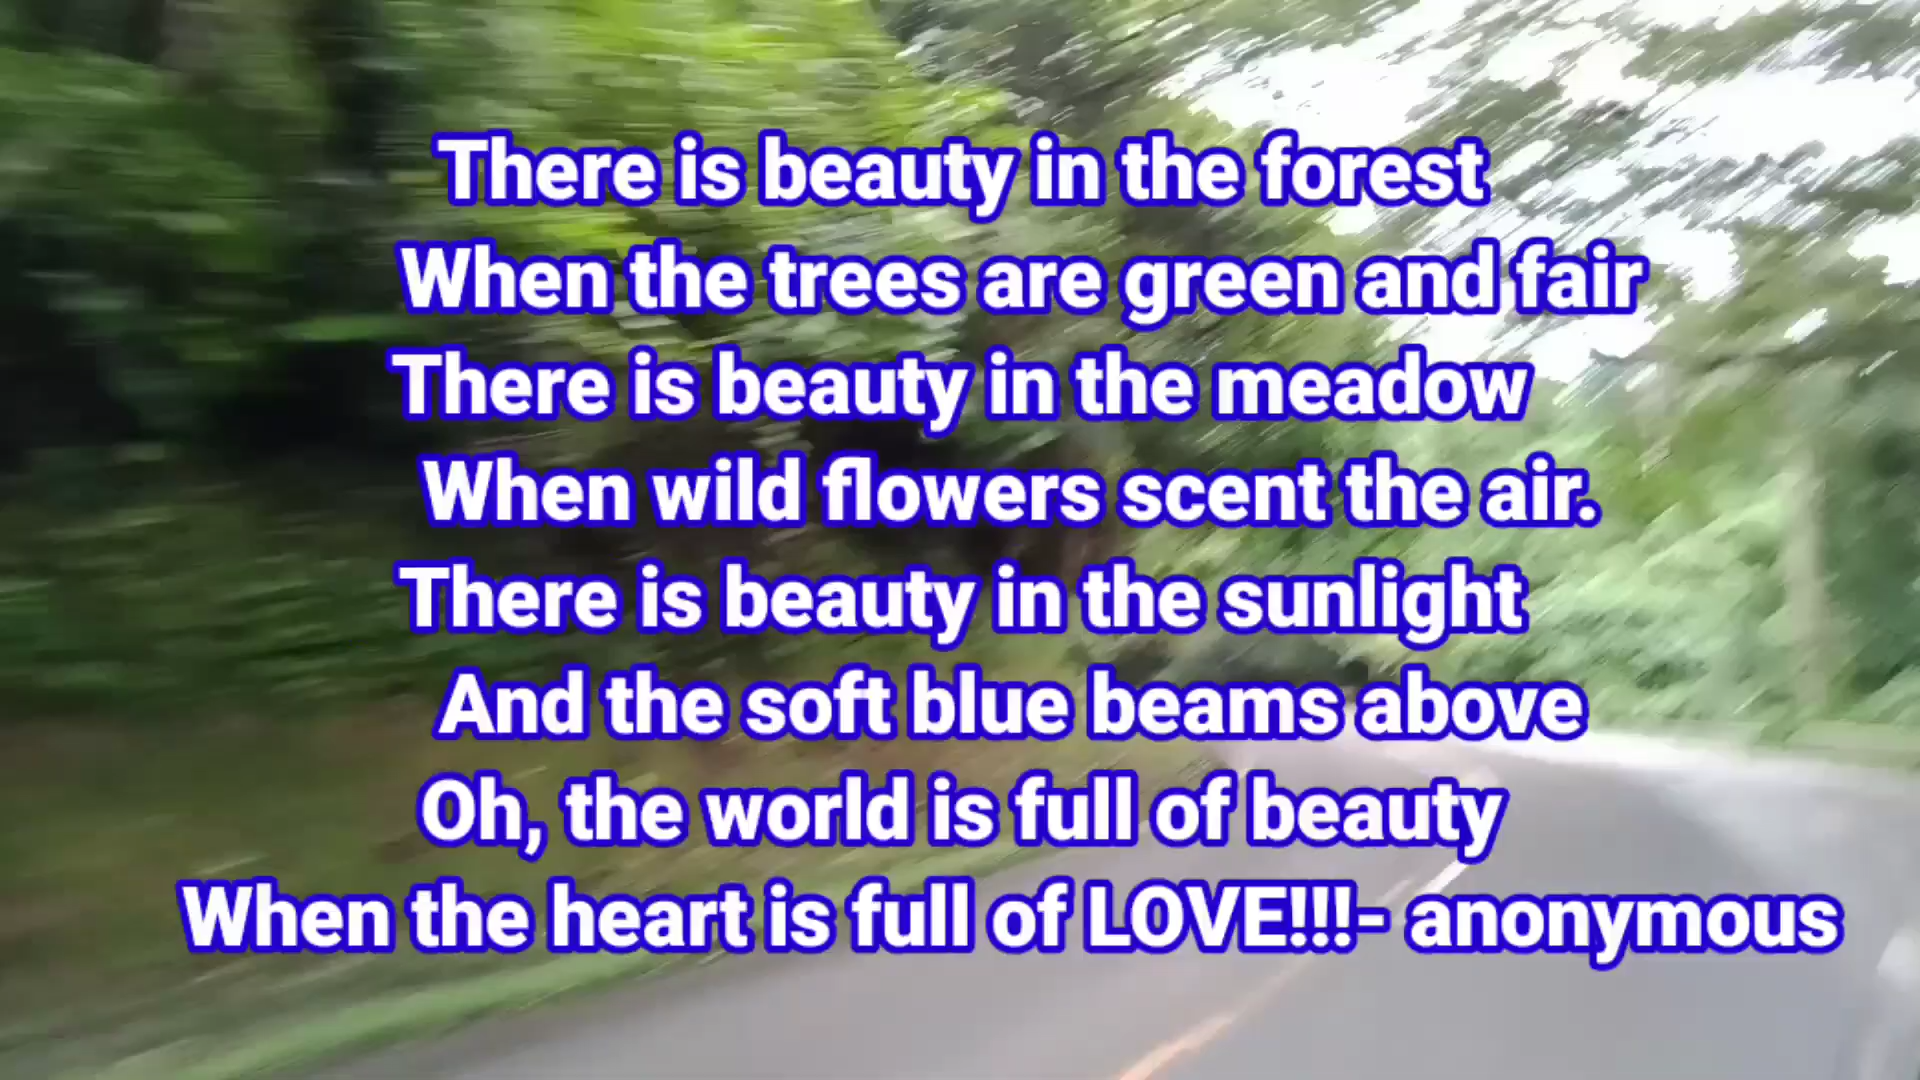 There is beauty in the forest
When the trees are green and fair
There is beauty in the meadow
When wild flowers scent the air.
There is beauty in the sunlight
And the soft blue beams above
Oh, the world is full of beauty
When the heart is full of LOVE!!!- anonymous